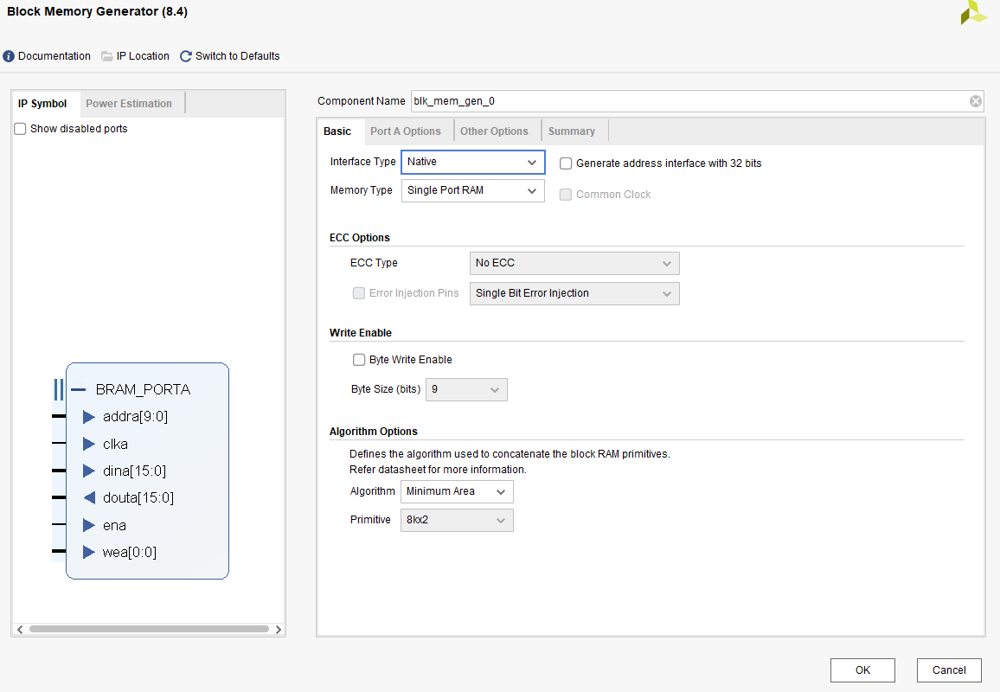 Block Memory Generator (8.4)
Documentation IP Location Switch to Defaults
IP Symbol Power Estimation
Show disabled ports
BRAM_PORTA
addra[9:0]
clka
dina[15:0]
douta[15:0]
ena
wea[0:0]
Component Name blk_mem_gen_0
Basic Port A Options Other Options Summary
Interface Type Native Generate address interface with 32 bits
Memory Type Single Port RAM Common Clock
ECC Options
ECC Type No ECC
Error Injection Pins Single Bit Error Injection
Write Enable
Byte Write Enable
Byte Size (bits) 9
Algorithm Options
Defines the algorithm used to concatenate the block RAM primitives.
Refer datasheet for more information.
Algorithm Minimum Area
Primitive 8kx2
OK Cancel